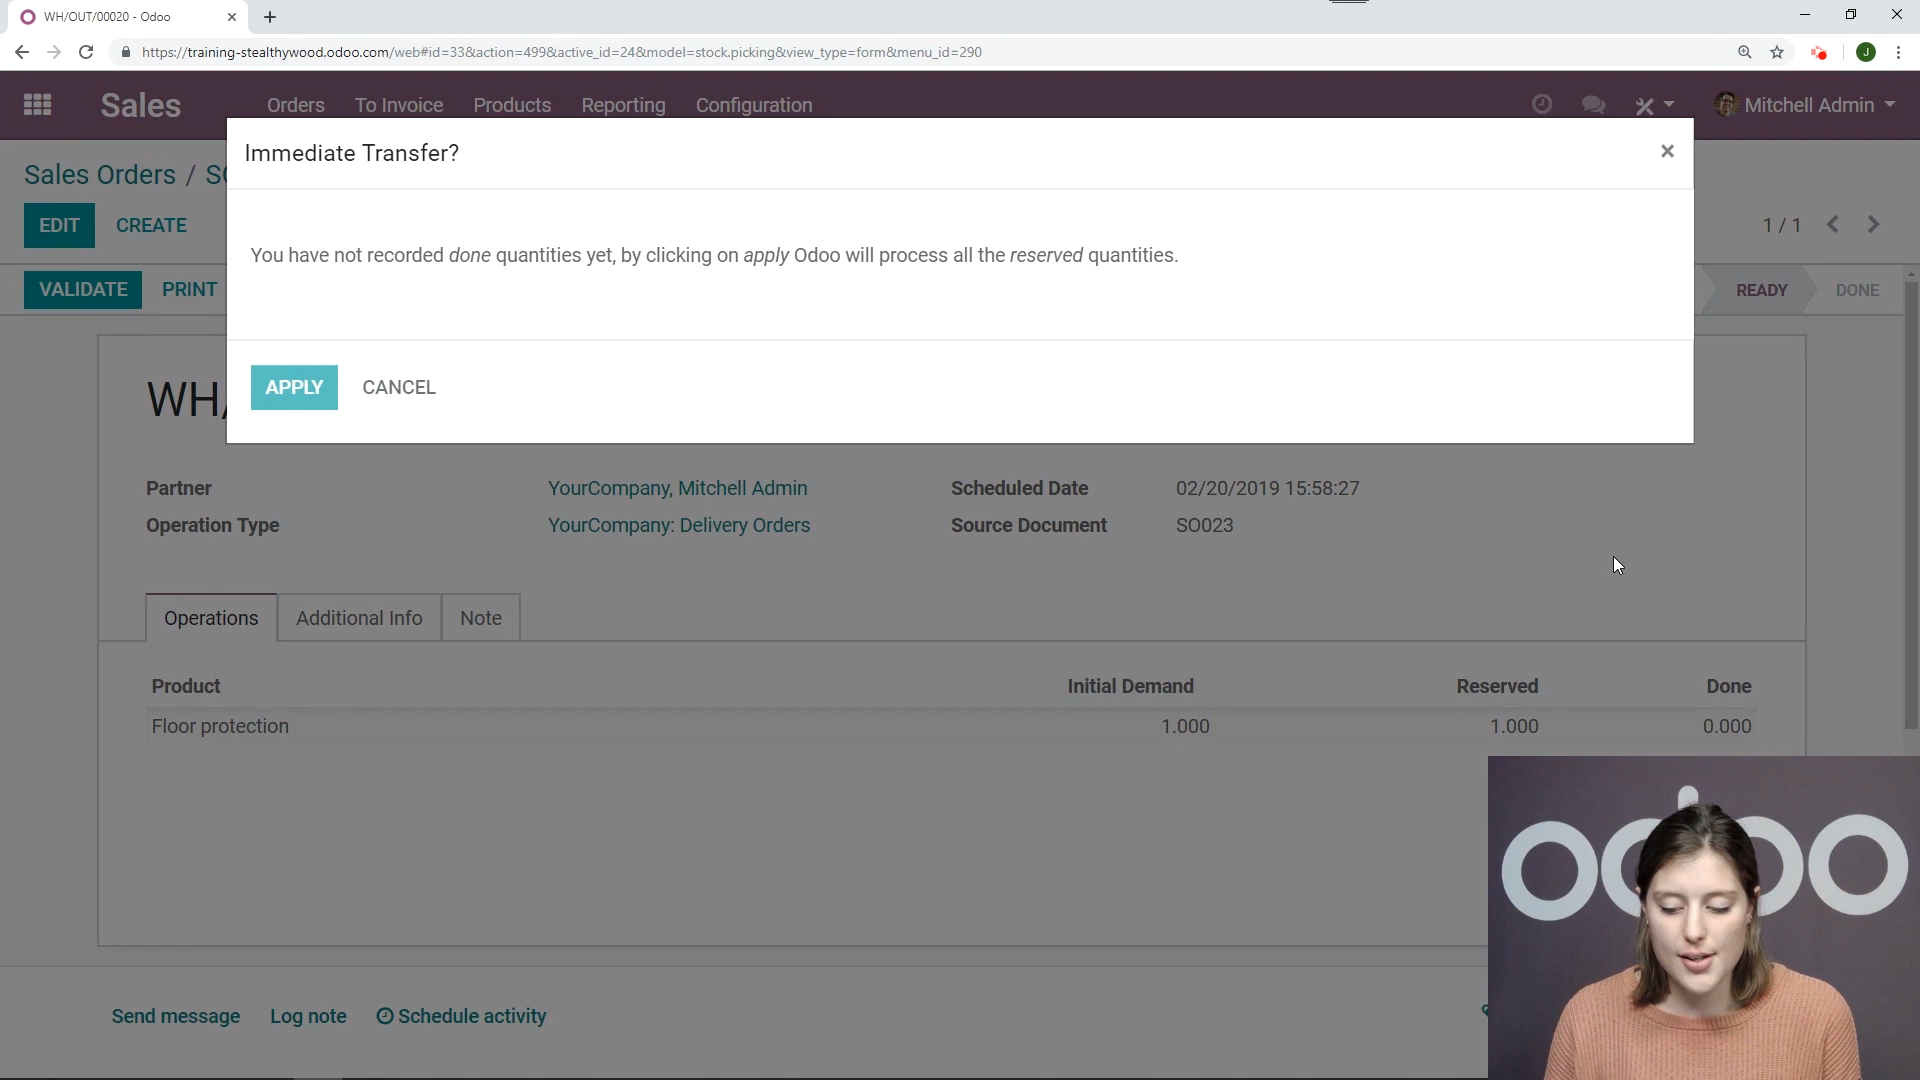 WH/OUT/00020 - Odoo
https://training-stealthywood.odoo.com/web#id=33&action=499&active_id=24&model=stock.picking&view_type=form&menu_id=290
J
Sales
Orders
To Invoice
Products
Reporting
Configuration
Mitchell Admin
Immediate Transfer?
Sales Orders /
EDIT
CREATE
1 / 1
You have not recorded done quantities yet, by clicking on apply Odoo will process all the reserved quantities.
VALIDATE
PRINT
READY
DONE
APPLY
CANCEL
WH/
Partner
YourCompany, Mitchell Admin
Scheduled Date
02/20/2019 15:58:27
Operation Type
YourCompany: Delivery Orders
Source Document
SO023
Operations
Additional Info
Note
Product
Initial Demand
Reserved
Done
Floor protection
1.000
1.000
0.000
odoo
Send message
Log note
Schedule activity